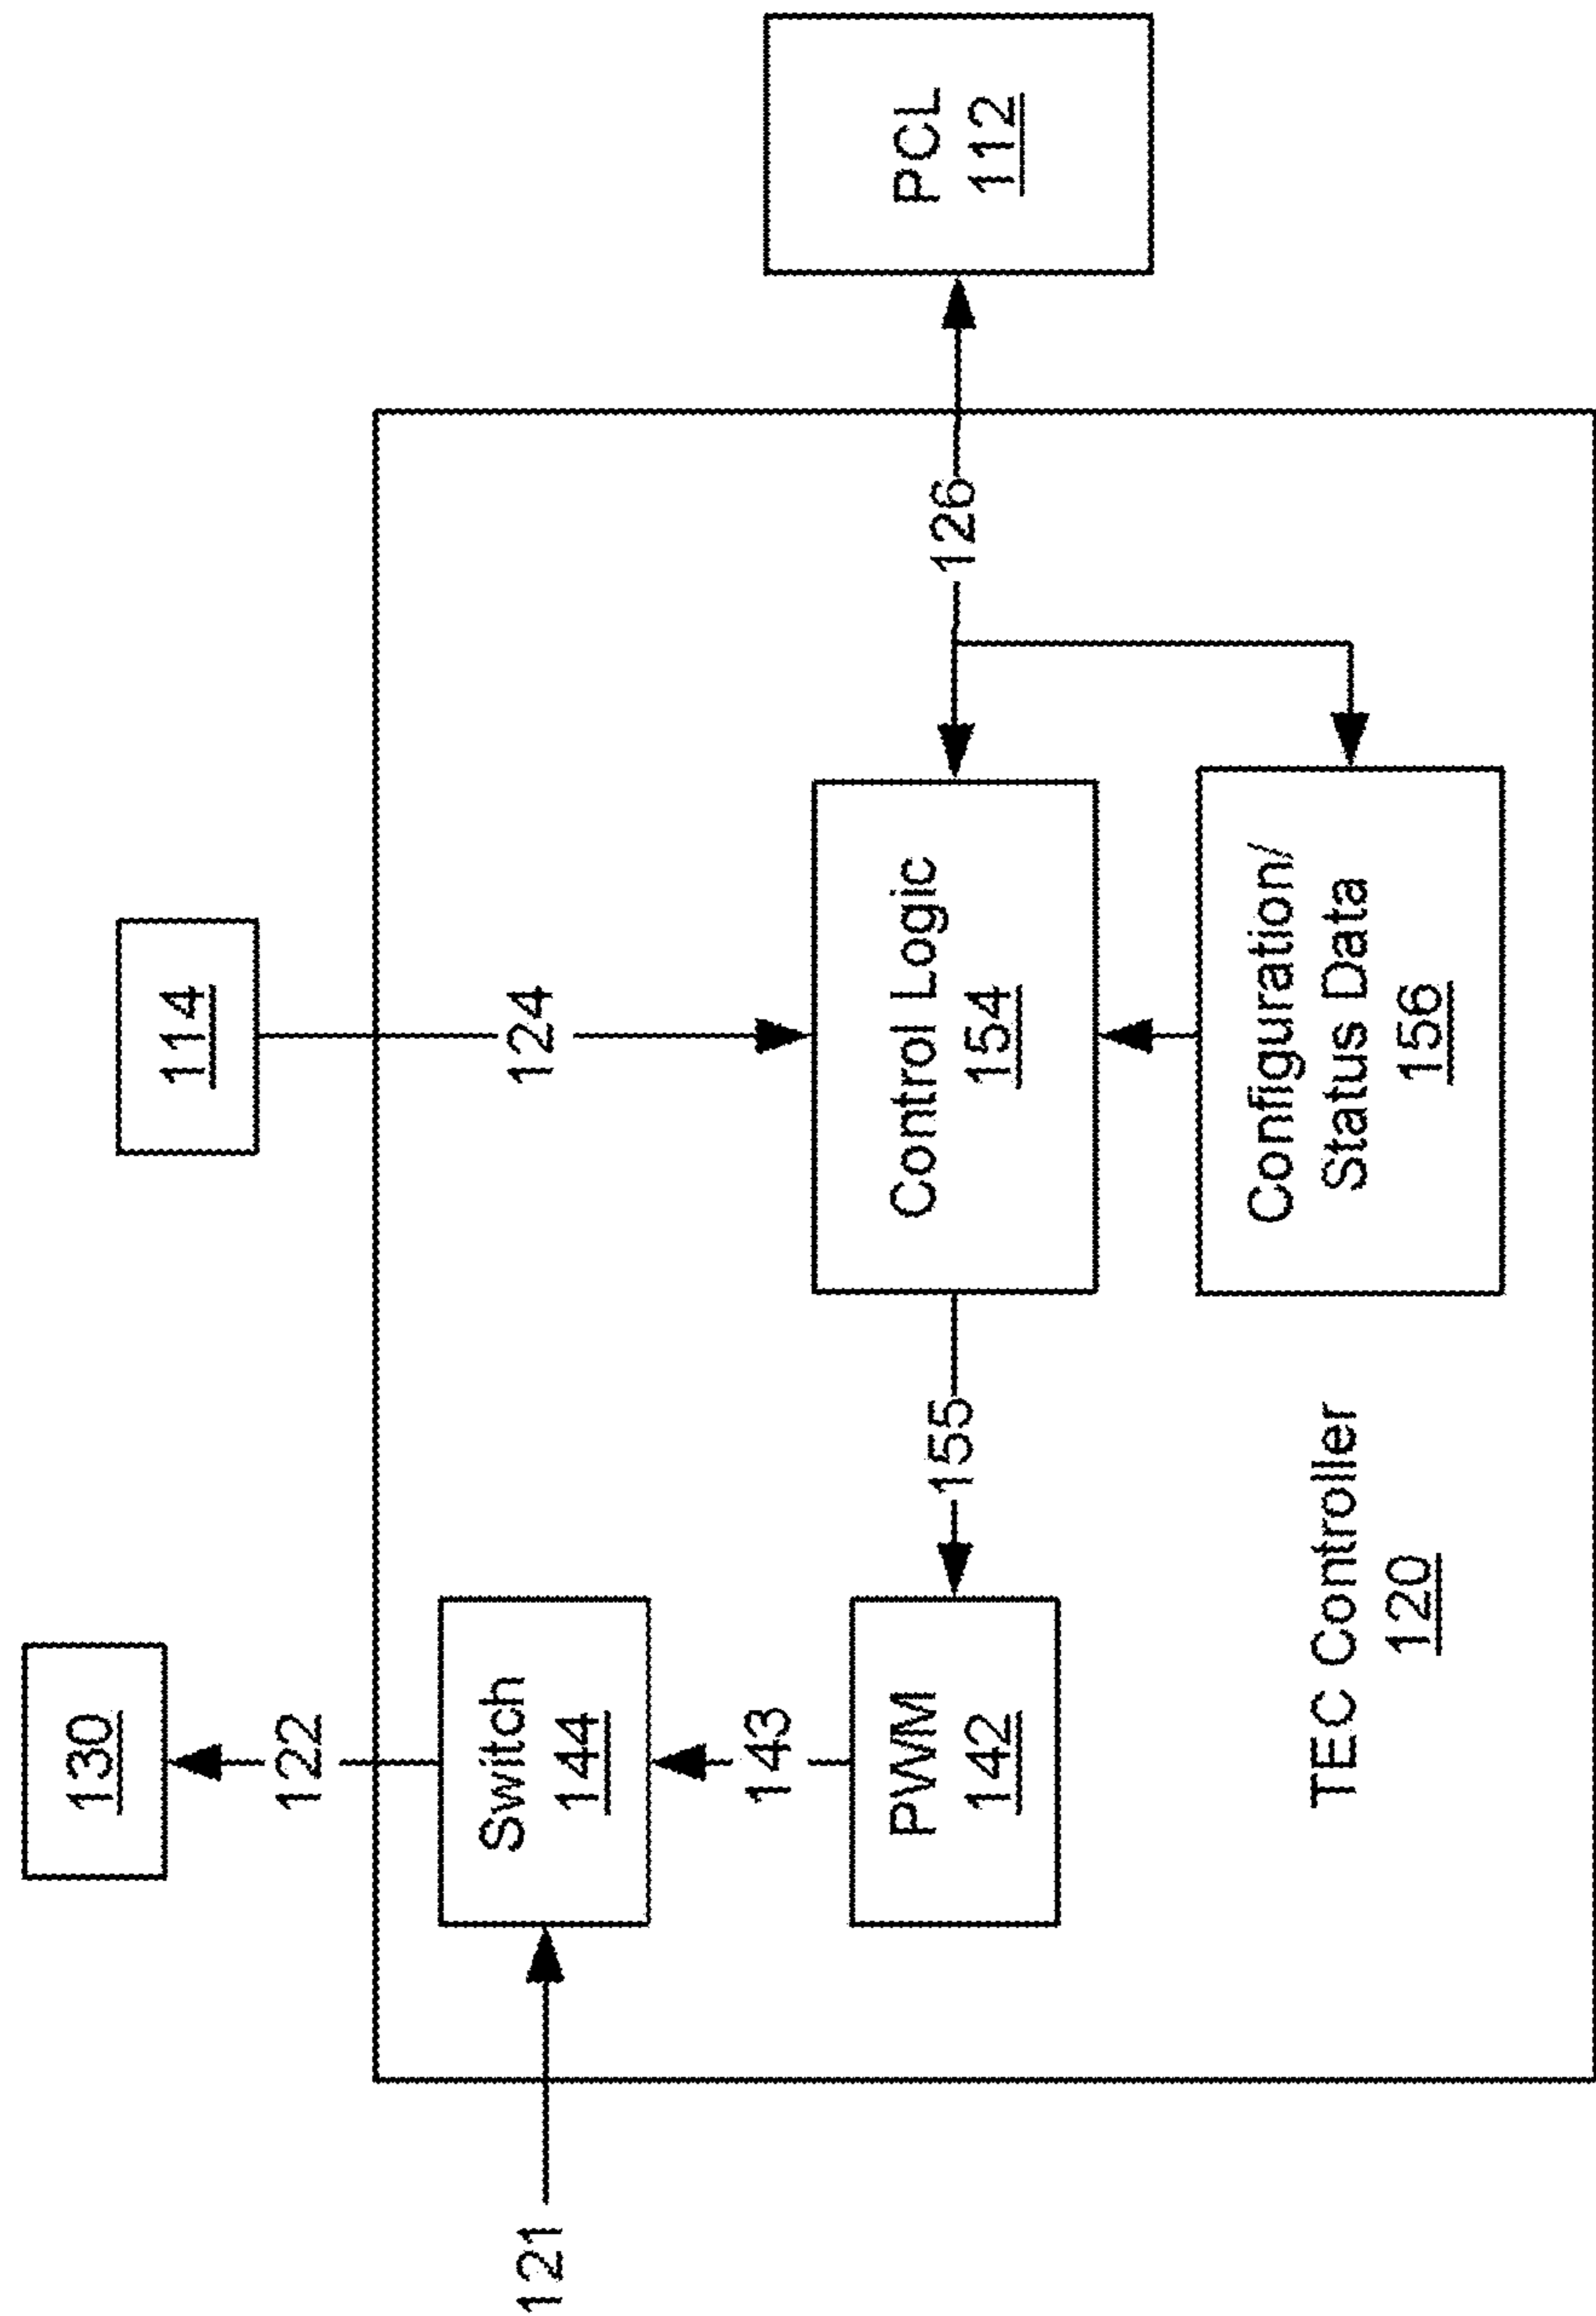 130
114
122
124
121
Switch
144
143
PWM
142
155
Control Logic
154
126
PCL
112
Configuration/
Status Data
156
TEC Controller
120